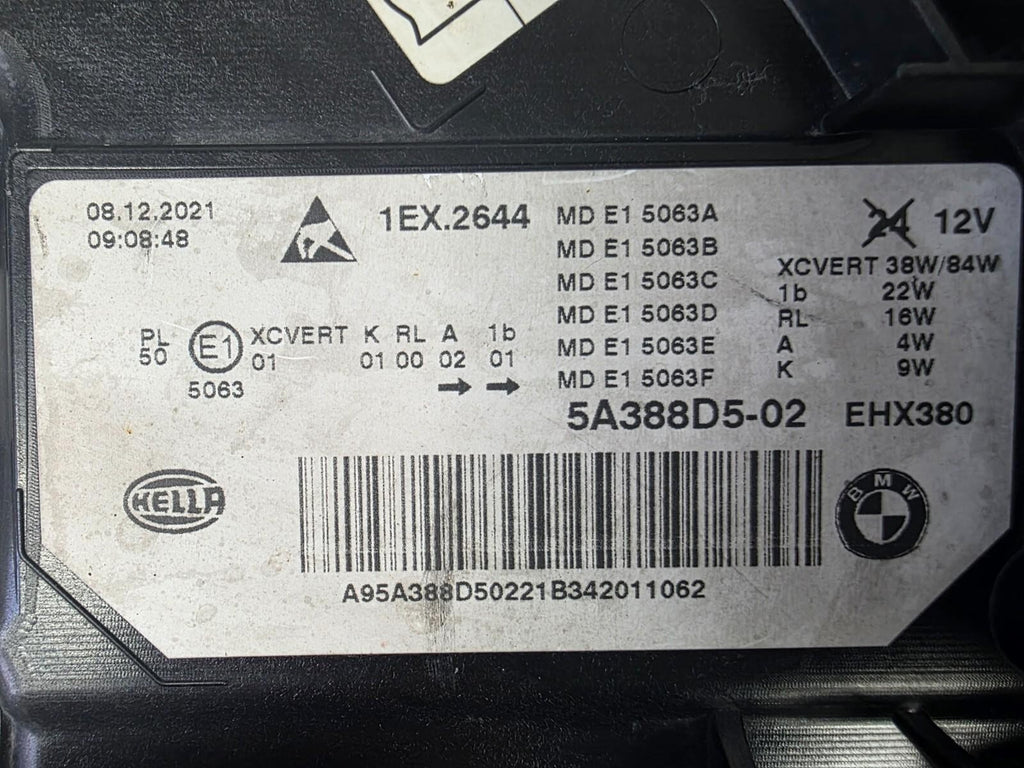 08.12.2021
09:08:48
1EX.2644
MD E1 5063A
MD E1 5063B
MD E1 5063C
MD E1 5063D
MD E1 5063E
MD E1 5063F
24 12V
XCVERT 38W/84W
1b 22W
RL 16W
A 4W
K 9W
PL
50
E1
5063
XCVERT K RL A 1b
01 01 00 02 01
5A388D5-02 EHX380
HELLA
BMW
A95A388D50221B342011062